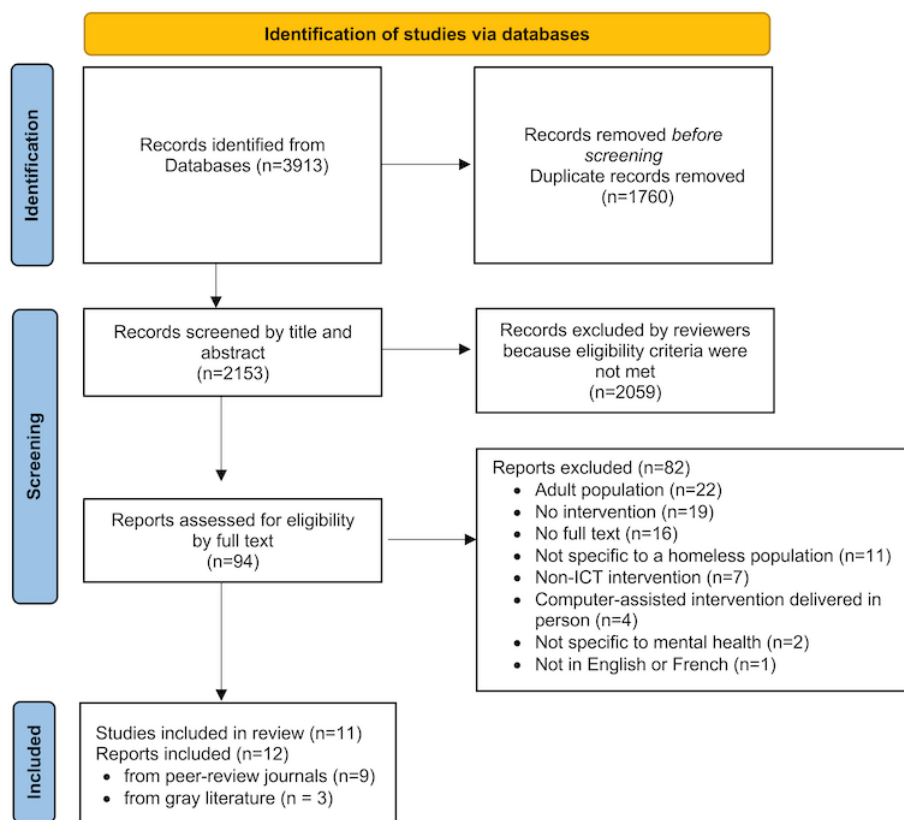 Identification of studies via databases
Identification
Records identified from
Databases (n=3913)
Records removed before
screening
Duplicate records removed
(n=1760)
Screening
Records screened by title and
abstract
(n=2153)
Records excluded by reviewers
because eligibility criteria were
not met
(n=2059)
Reports assessed for eligibility
by full text
(n=94)
Reports excluded (n=82)
• Adult population (n=22)
• No intervention (n=19)
• No full text (n=16)
• Not specific to a homeless population (n=11)
• Non-ICT intervention (n=7)
• Computer-assisted intervention delivered in
person (n=4)
• Not specific to mental health (n=2)
• Not in English or French (n=1)
Included
Studies included in review (n=11)
Reports included (n=12)
• from peer-review journals (n=9)
• from gray literature (n = 3)